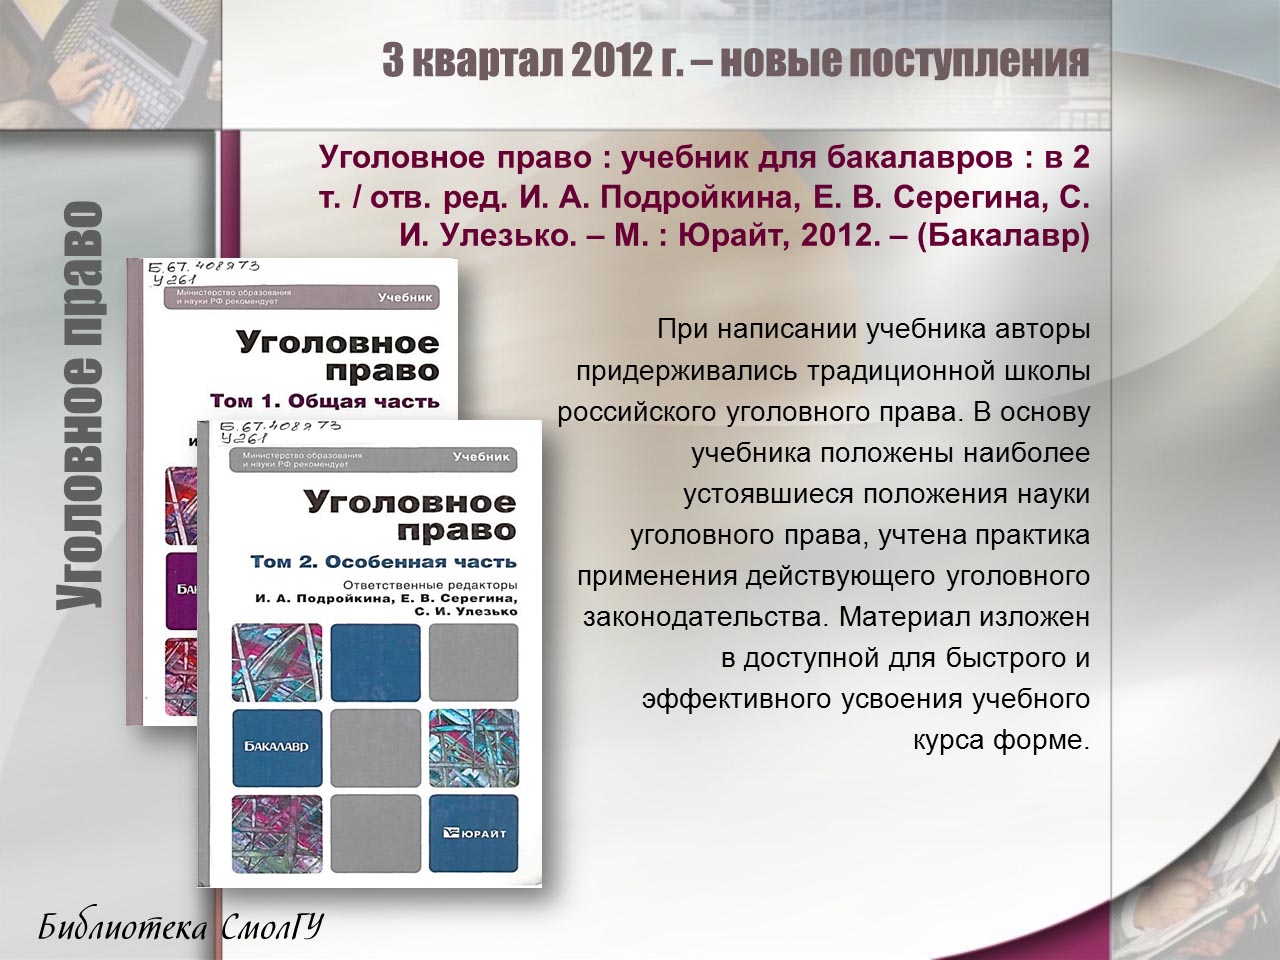 3 квартал 2012 г. – новые поступления
Уголовное право : учебник для бакалавров : в 2
т. / отв. ред. И. А. Подройкина, Е. В. Серегина, С.
И. Улезько. – М. : Юрайт, 2012. – (Бакалавр)
Уголовное право
Б.67.408я73
У261
Министерство образования
и науки РФ рекомендует
Учебник
Уголовное
право
Том 1. Общая часть
Б.67.408я73
У261
Министерство образования
и науки РФ рекомендует
Учебник
Уголовное
право
Том 2. Особенная часть
Ответственные редакторы
И. А. Подройкина, Е. В. Серегина,
С. И. Улезько
БАКАЛАВР
ЮРАЙТ
При написании учебника авторы
придерживались традиционной школы
российского уголовного права. В основу
учебника положены наиболее
устоявшиеся положения науки
уголовного права, учтена практика
применения действующего уголовного
законодательства. Материал изложен
в доступной для быстрого и
эффективного усвоения учебного
курса форме.
Библиотека СмолГУ